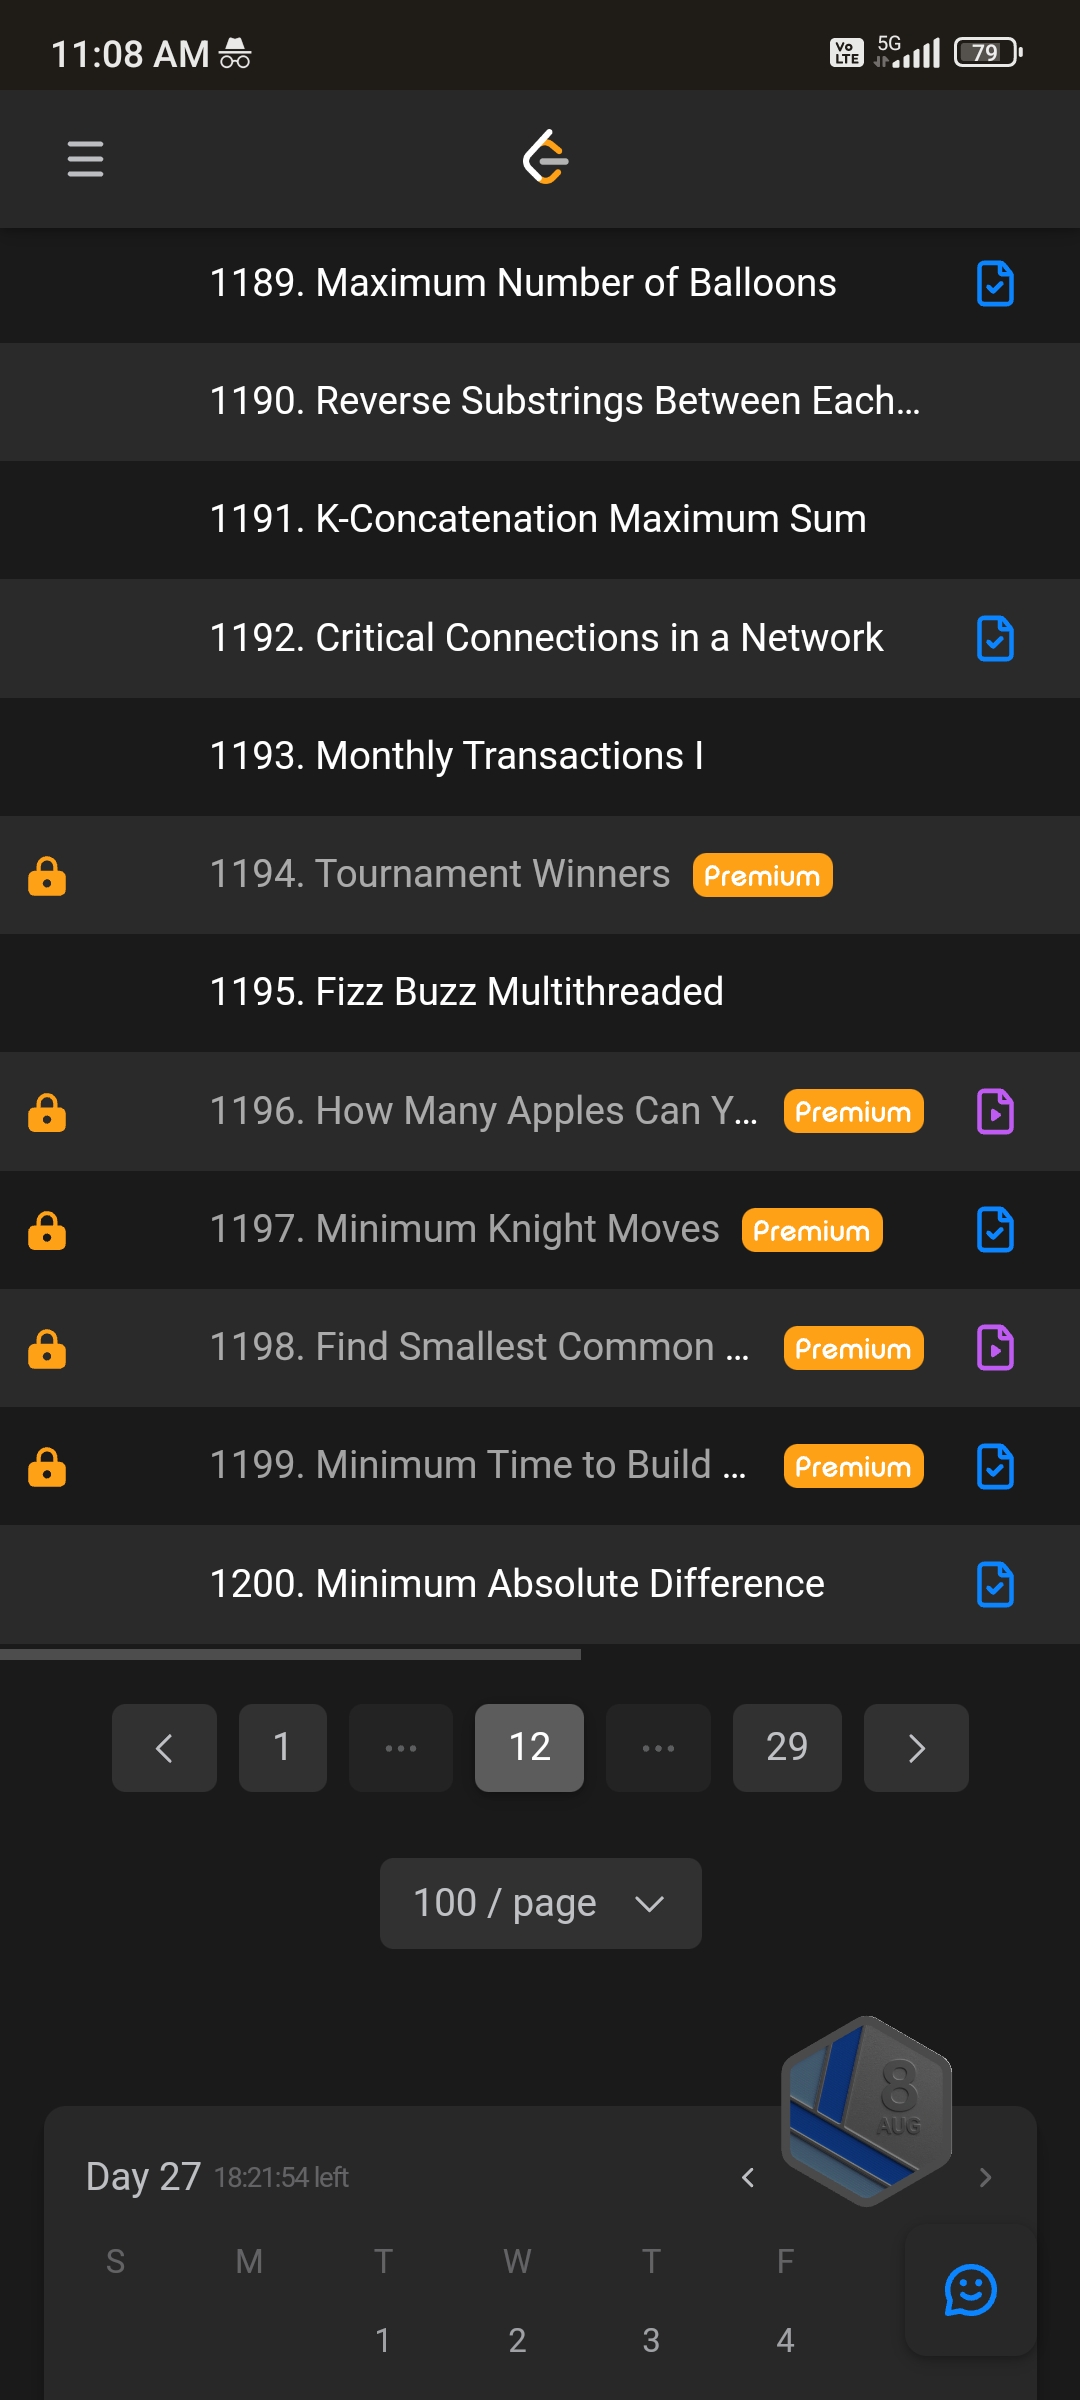 11:08 AM
Vo LTE 5G 79
1189. Maximum Number of Balloons
1190. Reverse Substrings Between Each...
1191. K-Concatenation Maximum Sum
1192. Critical Connections in a Network
1193. Monthly Transactions I
1194. Tournament Winners Premium
1195. Fizz Buzz Multithreaded
1196. How Many Apples Can Y... Premium
1197. Minimum Knight Moves Premium
1198. Find Smallest Common ... Premium
1199. Minimum Time to Build ... Premium
1200. Minimum Absolute Difference
1 ... 12 ... 29
100 / page
8
AUG
Day 27 18:21:54 left
S M T W T F
1 2 3 4